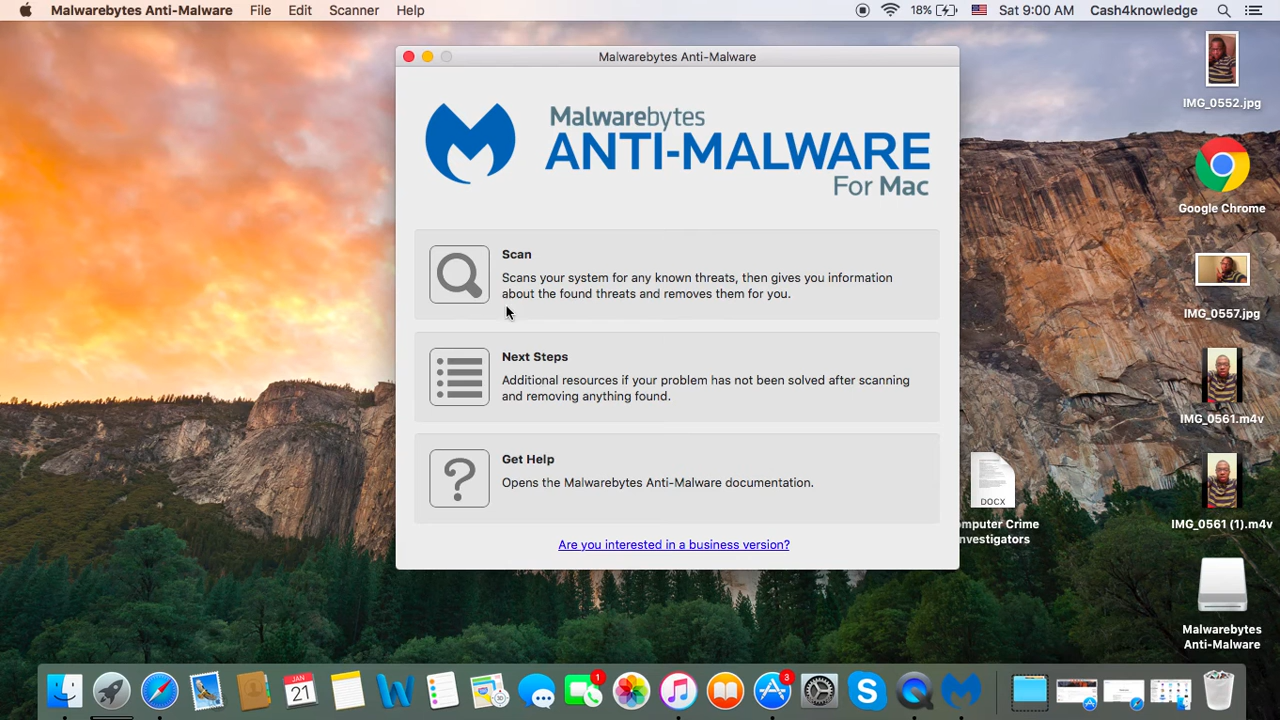 Malwarebytes Anti-Malware File Edit Scanner Help 18% Sat 9:00 AM Cash4knowledge
Malwarebytes Anti-Malware
Malwarebytes
ANTI-MALWARE
For Mac
Scan
Scans your system for any known threats, then gives you information
about the found threats and removes them for you.
Next Steps
Additional resources if your problem has not been solved after scanning
and removing anything found.
Get Help
Opens the Malwarebytes Anti-Malware documentation.
Are you interested in a business version?
IMG_0552.jpg
Google Chrome
IMG_0557.jpg
IMG_0561.m4v
DOCX
omputer Crime
nvestigators
IMG_0561 (1).m4v
Malwarebytes
Anti-Malware
JAN
21
1
3